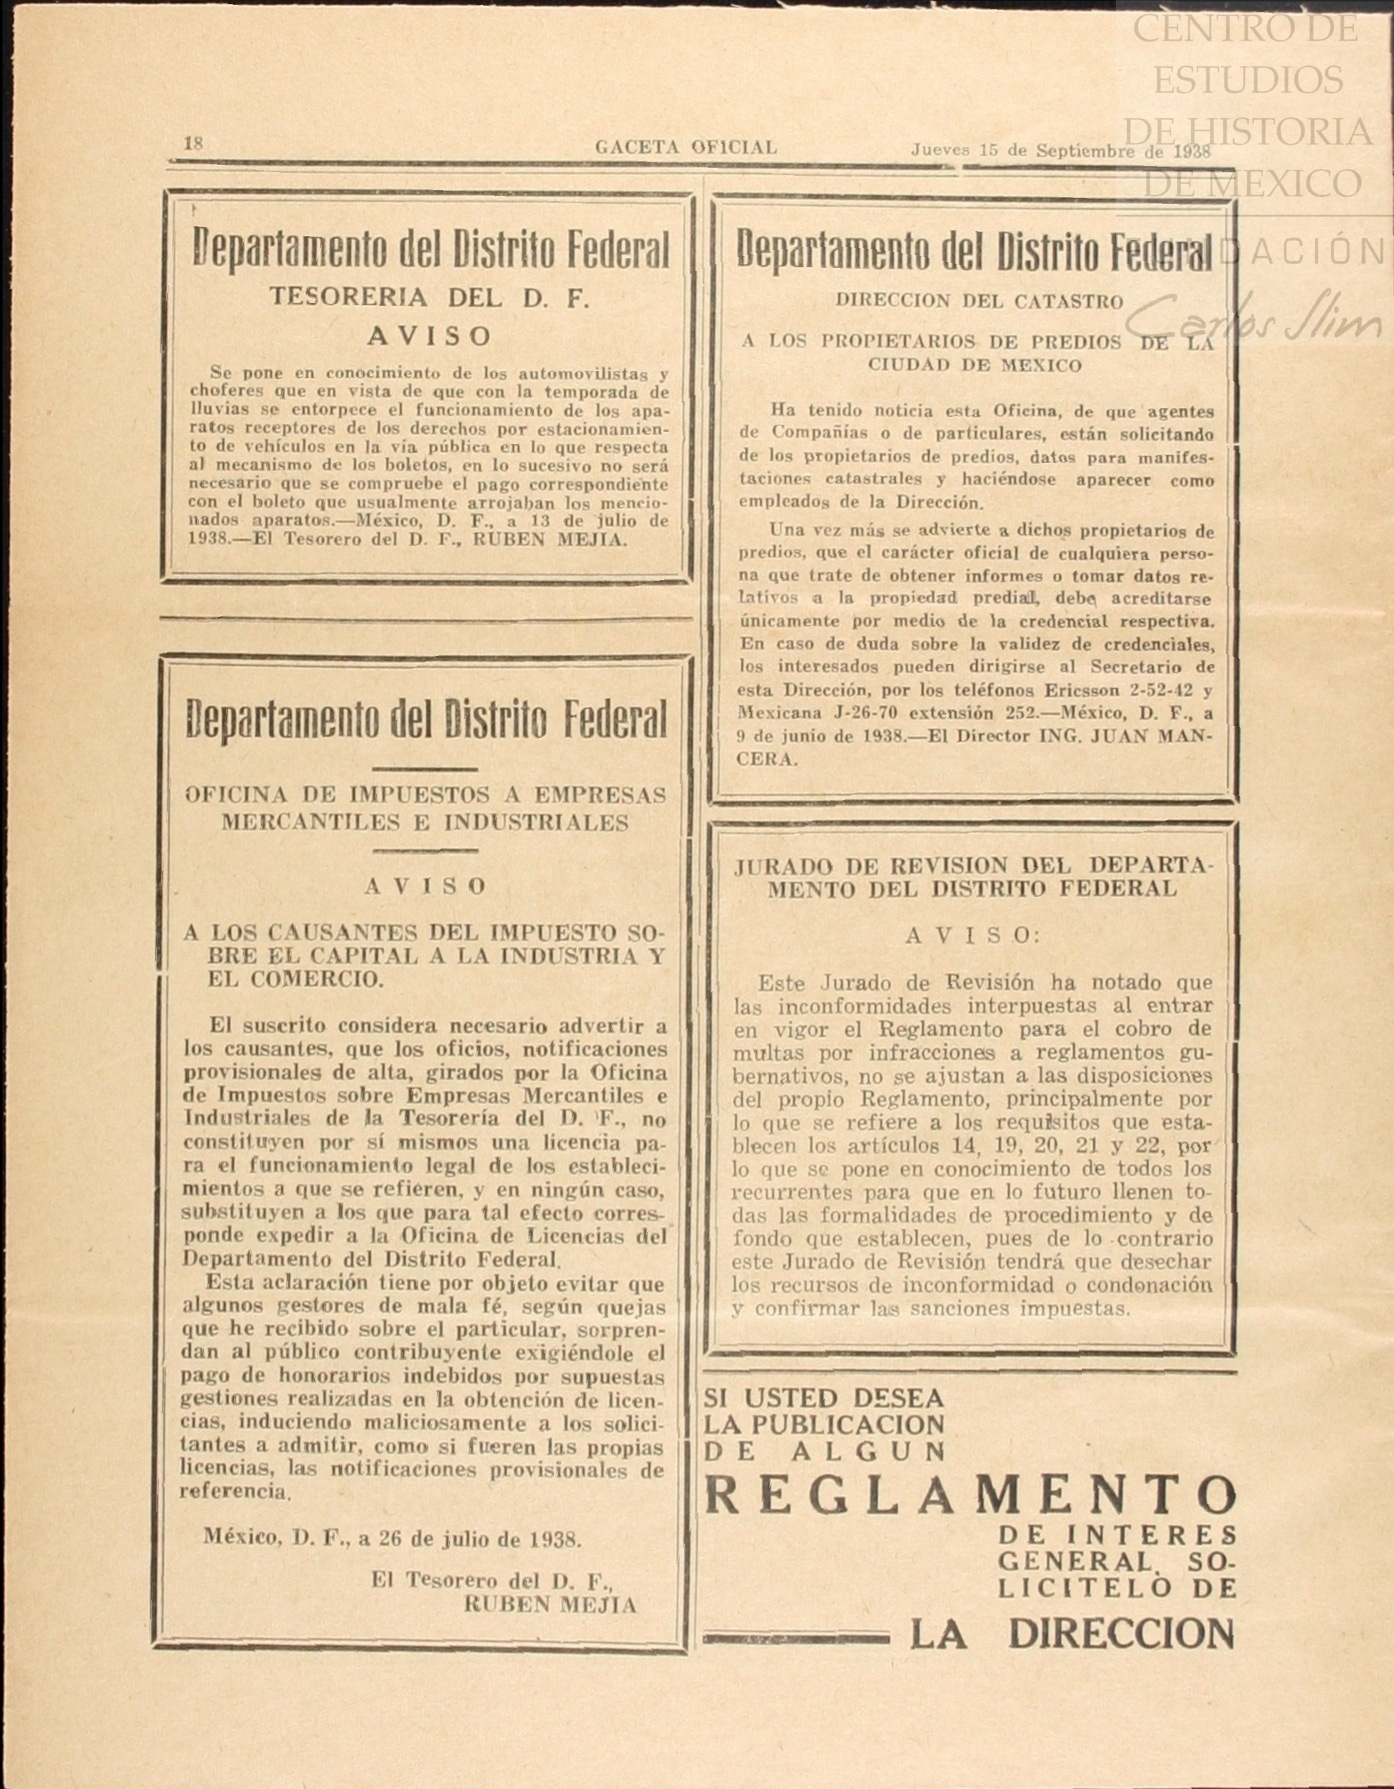 CENTRO DE
ESTUDIOS
DE HISTORIA
DE MEXICO
DACIÓN
Carlos Slim
18
GACETA OFICIAL
Jueves 15 de Septiembre de 1938
Departamento del Distrito Federal
TESORERIA DEL D. F.
AVISO
Se pone en conocimiento de los automovilistas y
choferes que en vista de que con la temporada de
lluvias se entorpece el funcionamiento de los apa-
ratos receptores de los derechos por estacionamien-
to de vehículos en la vía pública en lo que respecta
al mecanismo de los boletos, en lo sucesivo no será
necesario que se compruebe el pago correspondiente
con el boleto que usualmente arrojaban los mencio-
nados aparatos.—México, D. F., a 13 de julio de
1938.—El Tesorero del D. F., RUBEN MEJIA.
Departamento del Distrito Federal
OFICINA DE IMPUESTOS A EMPRESAS
MERCANTILES E INDUSTRIALES
AVISO
A LOS CAUSANTES DEL IMPUESTO SO-
BRE EL CAPITAL A LA INDUSTRIA Y
EL COMERCIO.
El suscrito considera necesario advertir a
los causantes, que los oficios, notificaciones
provisionales de alta, girados por la Oficina
de Impuestos sobre Empresas Mercantiles e
Industriales de la Tesorería del D. F., no
constituyen por sí mismos una licencia pa-
ra el funcionamiento legal de los estableci-
mientos a que se refieren, y en ningún caso,
substituyen a los que para tal efecto corres-
ponde expedir a la Oficina de Licencias del
Departamento del Distrito Federal.
Esta aclaración tiene por objeto evitar que
algunos gestores de mala fé, según quejas
que he recibido sobre el particular, sorpren-
dan al público contribuyente exigiéndole el
pago de honorarios indebidos por supuestas
gestiones realizadas en la obtención de licen-
cias, induciendo maliciosamente a los solici-
tantes a admitir, como si fueren las propias
licencias, las notificaciones provisionales de
referencia.
México, D. F., a 26 de julio de 1938.
El Tesorero del D. F.,
RUBEN MEJIA
Departamento del Distrito Federal
DIRECCION DEL CATASTRO
A LOS PROPIETARIOS DE PREDIOS DE LA
CIUDAD DE MEXICO
Ha tenido noticia esta Oficina, de que agentes
de Compañías o de particulares, están solicitando
de los propietarios de predios, datos para manifes-
taciones catastrales y haciéndose aparecer como
empleados de la Dirección.
Una vez más se advierte a dichos propietarios de
predios, que el carácter oficial de cualquiera perso-
na que trate de obtener informes o tomar datos re-
lativos a la propiedad predial, debe acreditarse
únicamente por medio de la credencial respectiva.
En caso de duda sobre la validez de credenciales,
los interesados pueden dirigirse al Secretario de
esta Dirección, por los teléfonos Ericsson 2-52-42 y
Mexicana J-26-70 extensión 252.—México, D. F., a
9 de junio de 1938.—El Director ING. JUAN MAN-
CERA.
JURADO DE REVISION DEL DEPARTA-
MENTO DEL DISTRITO FEDERAL
AVISO:
Este Jurado de Revisión ha notado que
las inconformidades interpuestas al entrar
en vigor el Reglamento para el cobro de
multas por infracciones a reglamentos gu-
bernativos, no se ajustan a las disposiciones
del propio Reglamento, principalmente por
lo que se refiere a los requisitos que esta-
blecen los artículos 14, 19, 20, 21 y 22, por
lo que se pone en conocimiento de todos los
recurrentes para que en lo futuro llenen to-
das las formalidades de procedimiento y de
fondo que establecen, pues de lo contrario
este Jurado de Revisión tendrá que desechar
los recursos de inconformidad o condonación
y confirmar las sanciones impuestas.
SI USTED DESEA
LA PUBLICACION
DE ALGUN
REGLAMENTO
DE INTERES
GENERAL, SO-
LICITELO DE
LA DIRECCION